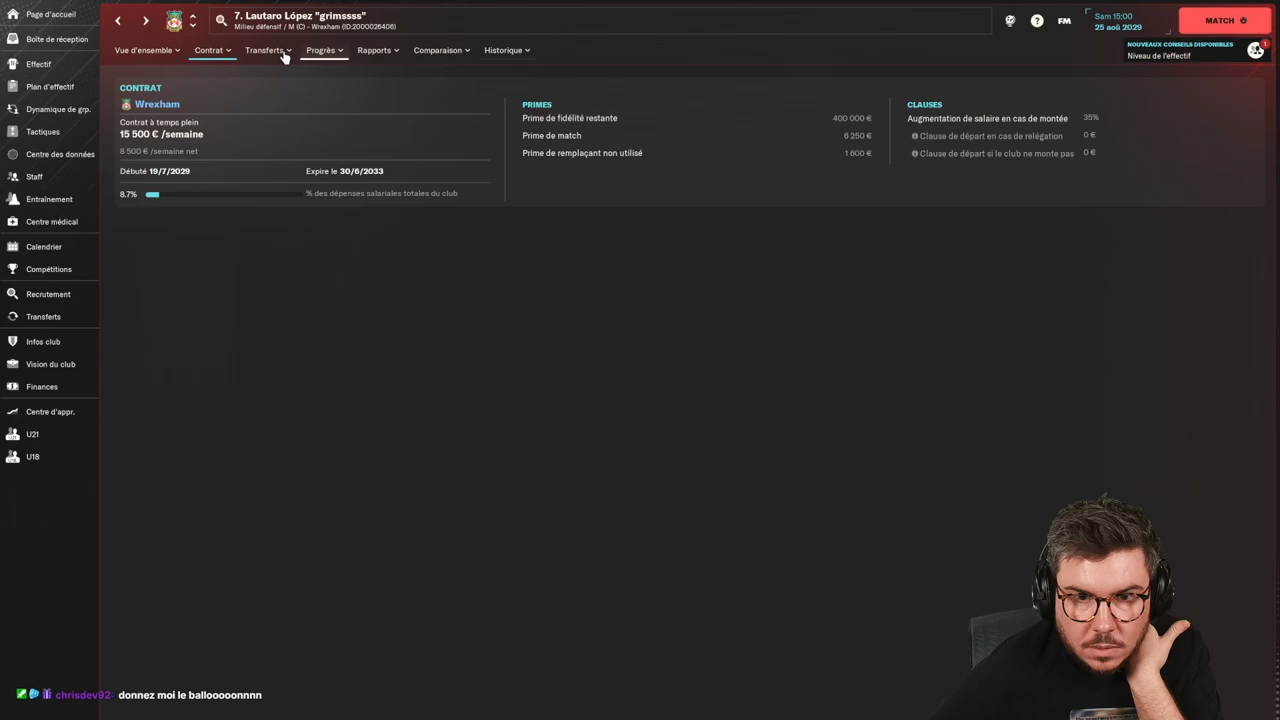 Page d'accueil
Boîte de réception
Effectif
Plan d'effectif
Dynamique de grp.
Tactiques
Centre des données
Staff
Entraînement
Centre médical
Calendrier
Compétitions
Recrutement
Transferts
Infos club
Vision du club
Finances
Centre d'appr.
U21
U18
7. Lautaro López "grimssss"
Milieu défensif / M (C) - Wrexham (ID:2000026406)
FM
Sam 15:00
25 aoû 2029
MATCH
Vue d'ensemble
Contrat
Transferts
Progrès
Rapports
Comparaison
Historique
NOUVEAUX CONSEILS DISPONIBLES
Niveau de l'effectif
1
CONTRAT
Wrexham
Contrat à temps plein
15 500 € /semaine
8 500 € /semaine net
Débuté 19/7/2029 Expire le 30/6/2033
8.7% % des dépenses salariales totales du club
PRIMES
Prime de fidélité restante 400 000 €
Prime de match 6 250 €
Prime de remplaçant non utilisé 1 600 €
CLAUSES
Augmentation de salaire en cas de montée 35%
Clause de départ en cas de relégation 0 €
Clause de départ si le club ne monte pas 0 €
chrisdev92: donnez moi le ballooooonnnn